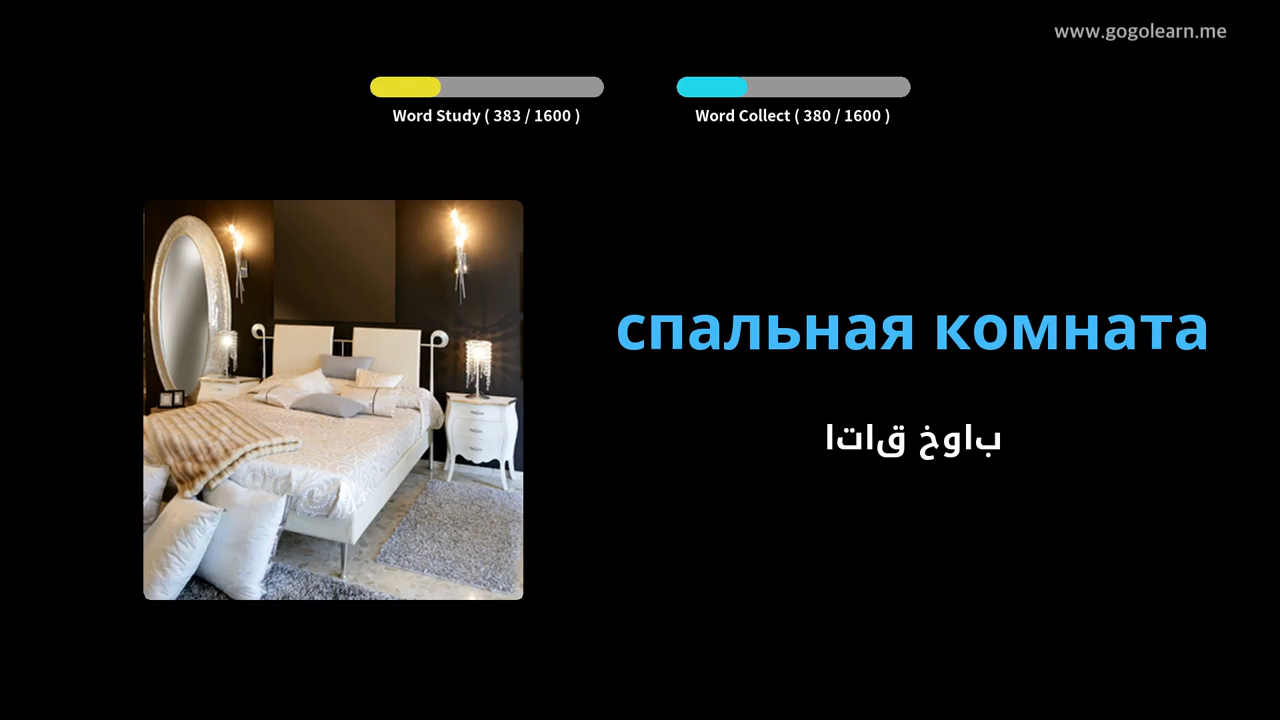 www.gogolearn.me
Word Study ( 383 / 1600 )
Word Collect ( 380 / 1600 )
спальная комната
باوخ قاتا